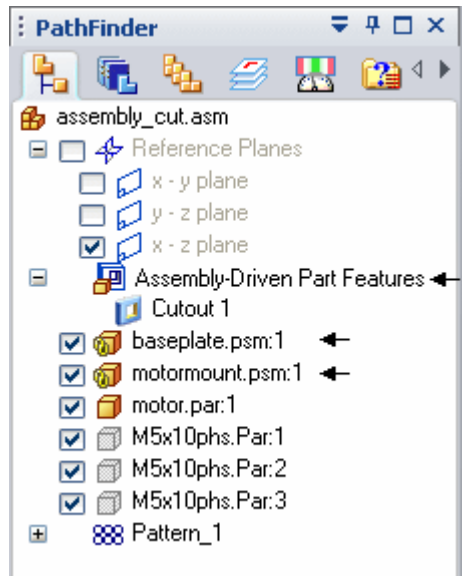 PathFinder
assembly_cut.asm
Reference Planes
x - y plane
y - z plane
x - z plane
Assembly-Driven Part Features
Cutout 1
baseplate.psm:1
motormount.psm:1
motor.par:1
M5x10phs.Par:1
M5x10phs.Par:2
M5x10phs.Par:3
Pattern_1